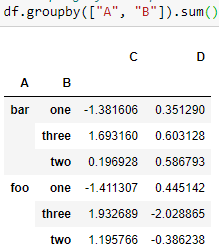 df.groupby(["A", "B"]).sum()
C D
A B
bar one -1.381606 0.351290
three 1.693160 0.603128
two 0.196928 0.586793
foo one -1.411307 0.445142
three 1.932689 -2.028865
two 1.195766 -0.386238